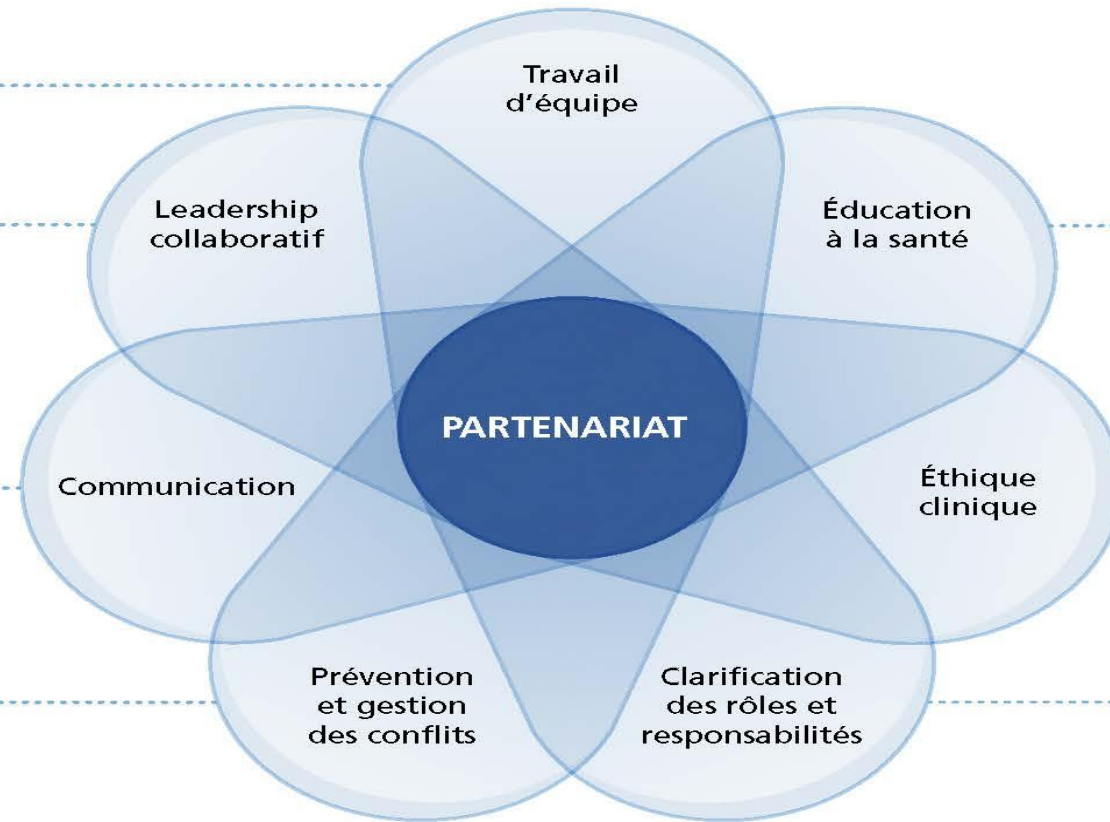 Travail
d'équipe
Leadership
collaboratif
Éducation
à la santé
PARTENARIAT
Communication
Éthique
clinique
Prévention
et gestion
des conflits
Clarification
des rôles et
responsabilités